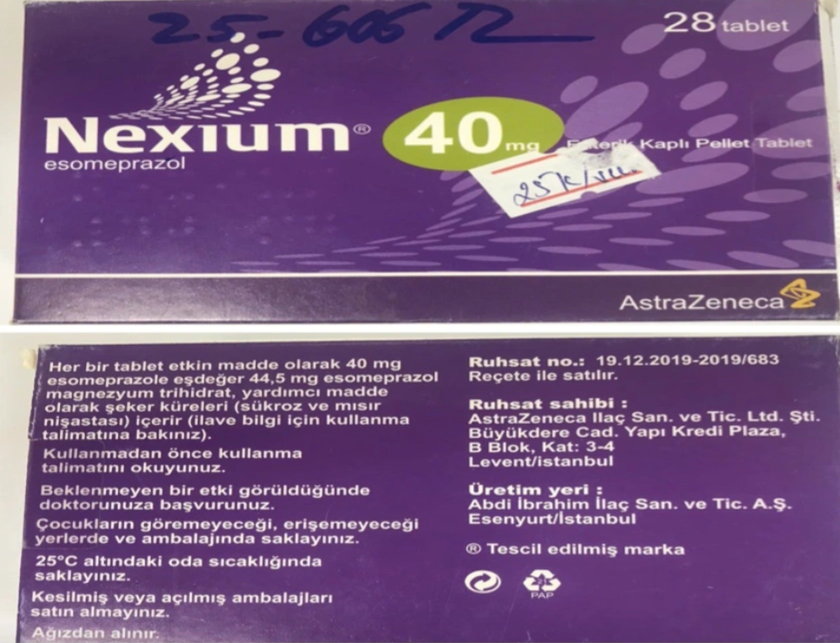 25-606 TL
28 tablet
Nexıum® 40 mg Enterik Kaplı Pellet Tablet
esomeprazol
AstraZeneca
Her bir tablet etkin madde olarak 40 mg
esomeprazole eşdeğer 44,5 mg esomeprazol
magnezyum trihidrat, yardımcı madde
olarak şeker küreleri (sükroz ve mısır
nişastası) içerir (ilave bilgi için kullanma
talimatına bakınız).
Kullanmadan önce kullanma
talimatını okuyunuz.
Beklenmeyen bir etki görüldüğünde
doktorunuza başvurunuz.
Çocukların göremeyeceği, erişemeyeceği
yerlerde ve ambalajında saklayınız.
25°C altındaki oda sıcaklığında
saklayınız.
Kesilmiş veya açılmış ambalajları
satın almayınız.
Ağızdan alınır.
Ruhsat no.: 19.12.2019-2019/683
Reçete ile satılır.
Ruhsat sahibi :
AstraZeneca Ilaç San. ve Tic. Ltd. Şti.
Büyükdere Cad. Yapı Kredi Plaza,
B Blok, Kat: 3-4
Levent/istanbul
Üretim yeri :
Abdi İbrahim İlaç San. ve Tic. A.Ş.
Esenyurt/İstanbul
® Tescil edilmiş marka
PAP